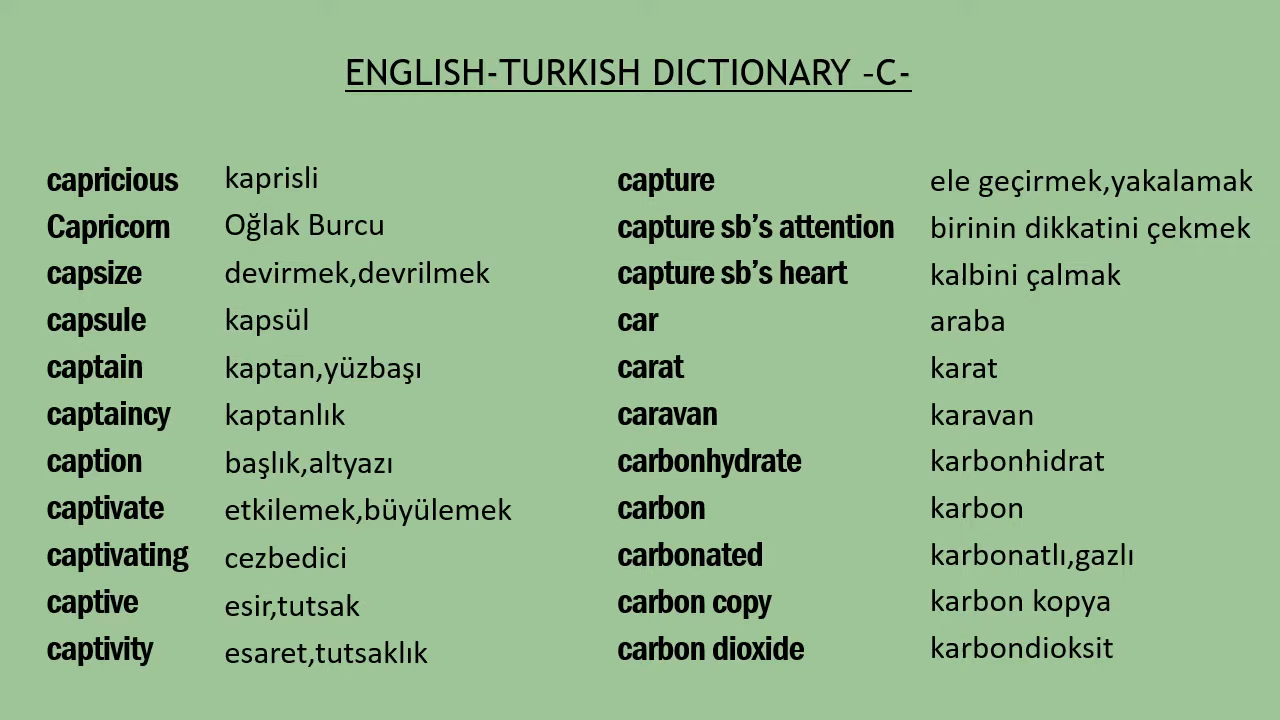 ENGLISH-TURKISH DICTIONARY –C-
capricious kaprisli
Capricorn Oğlak Burcu
capsize devirmek,devrilmek
capsule kapsül
captain kaptan,yüzbaşı
captaincy kaptanlık
caption başlık,altyazı
captivate etkilemek,büyülemek
captivating cezbedici
captive esir,tutsak
captivity esaret,tutsaklık
capture ele geçirmek,yakalamak
capture sb’s attention birinin dikkatini çekmek
capture sb’s heart kalbini çalmak
car araba
carat karat
caravan karavan
carbonhydrate karbonhidrat
carbon karbon
carbonated karbonatlı,gazlı
carbon copy karbon kopya
carbon dioxide karbondioksit